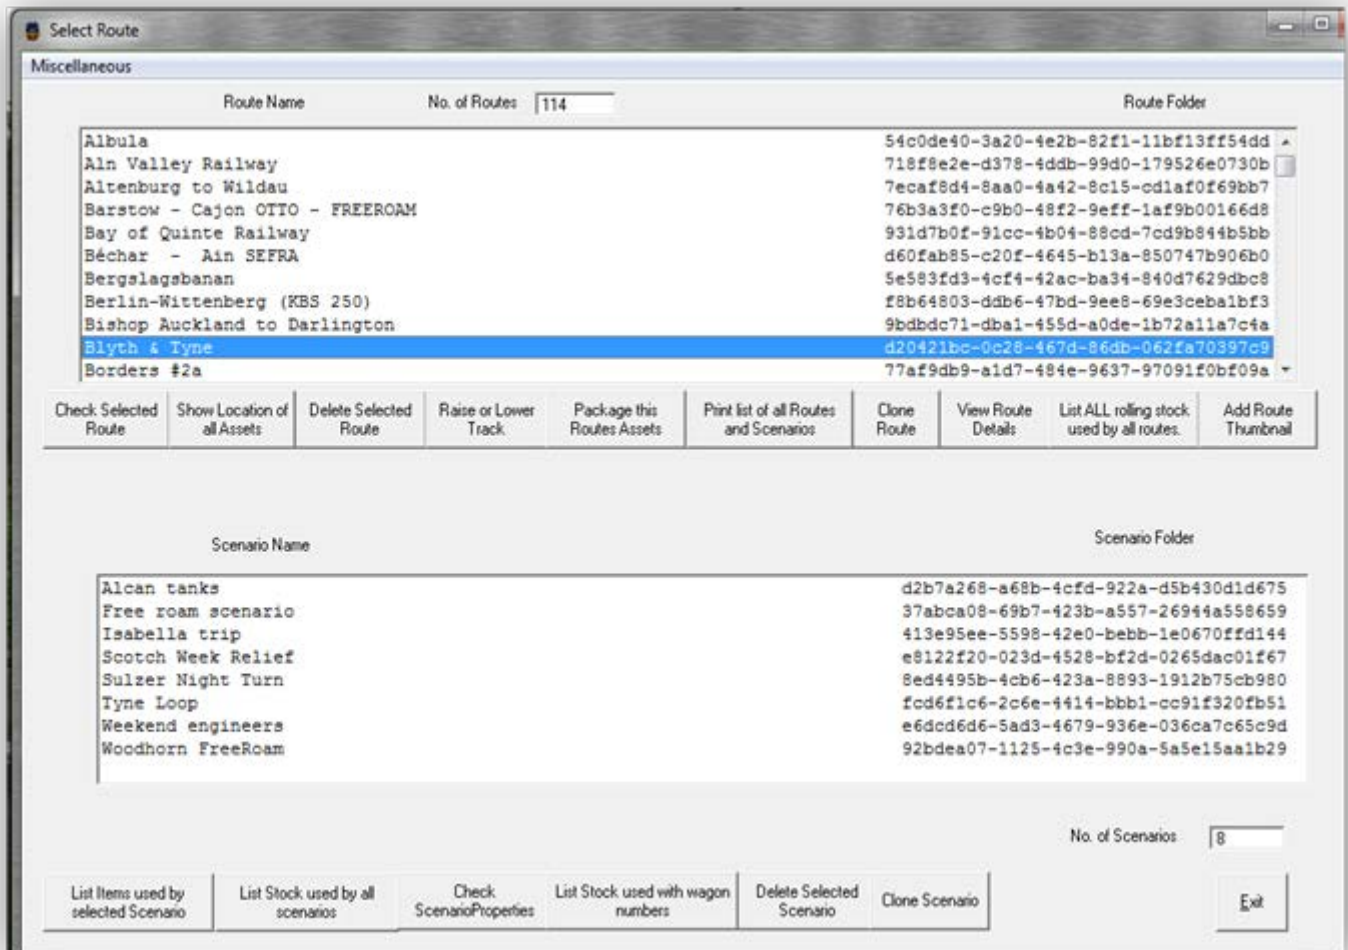 Select Route
Miscellaneous
Route Name No. of Routes 114 Route Folder
Albula 54c0de40-3a20-4e2b-82f1-11bf13ff54dd
Aln Valley Railway 718f8e2e-d378-4ddb-99d0-179526e0730b
Altenburg to Wildau 7ecaf8d4-8aa0-4a42-8c15-cd1af0f69bb7
Barstow - Cajon OTTO - FREEROAM 76b3a3f0-c9b0-48f2-9eff-1af9b00166d8
Bay of Quinte Railway 931d7b0f-91cc-4b04-88cd-7cd9b844b5bb
Béchar - Ain SEFRA d60fab85-c20f-4645-b13a-850747b906b0
Bergslagsbanan 5e583fd3-4cf4-42ac-ba34-840d7629dbc8
Berlin-Wittenberg (KBS 250) f8b64803-ddb6-47bd-9ee8-69e3ceba1bf3
Bishop Auckland to Darlington 9bdbdc71-dba1-455d-a0de-1b72a11a7c4a
Blyth & Tyne d20421bc-0c28-467d-86db-062fa70397c9
Borders #2a 77af9db9-a1d7-484e-9637-97091f0bf09a
Check Selected Route Show Location of all Assets Delete Selected Route Raise or Lower Track Package this Routes Assets Print list of all Routes and Scenarios Clone Route View Route Details List ALL rolling stock used by all routes. Add Route Thumbnail
Scenario Name Scenario Folder
Alcan tanks d2b7a268-a68b-4cfd-922a-d5b430d1d675
Free roam scenario 37abca08-69b7-423b-a557-26944a558659
Isabella trip 413e95ee-5598-42e0-bebb-1e0670ffd144
Scotch Week Relief e8122f20-023d-4528-bf2d-0265dac01f67
Sulzer Night Turn 8ed4495b-4cb6-423a-8893-1912b75cb980
Tyne Loop fcd6f1c6-2c6e-4414-bbb1-cc91f320fb51
Weekend engineers e6dcd6d6-5ad3-4679-936e-036ca7c65c9d
Woodhorn FreeRoam 92bdea07-1125-4c3e-990a-5a5e15aa1b29
No. of Scenarios 8
List Items used by selected Scenario List Stock used by all scenarios Check ScenarioProperties List Stock used with wagon numbers Delete Selected Scenario Clone Scenario Exit